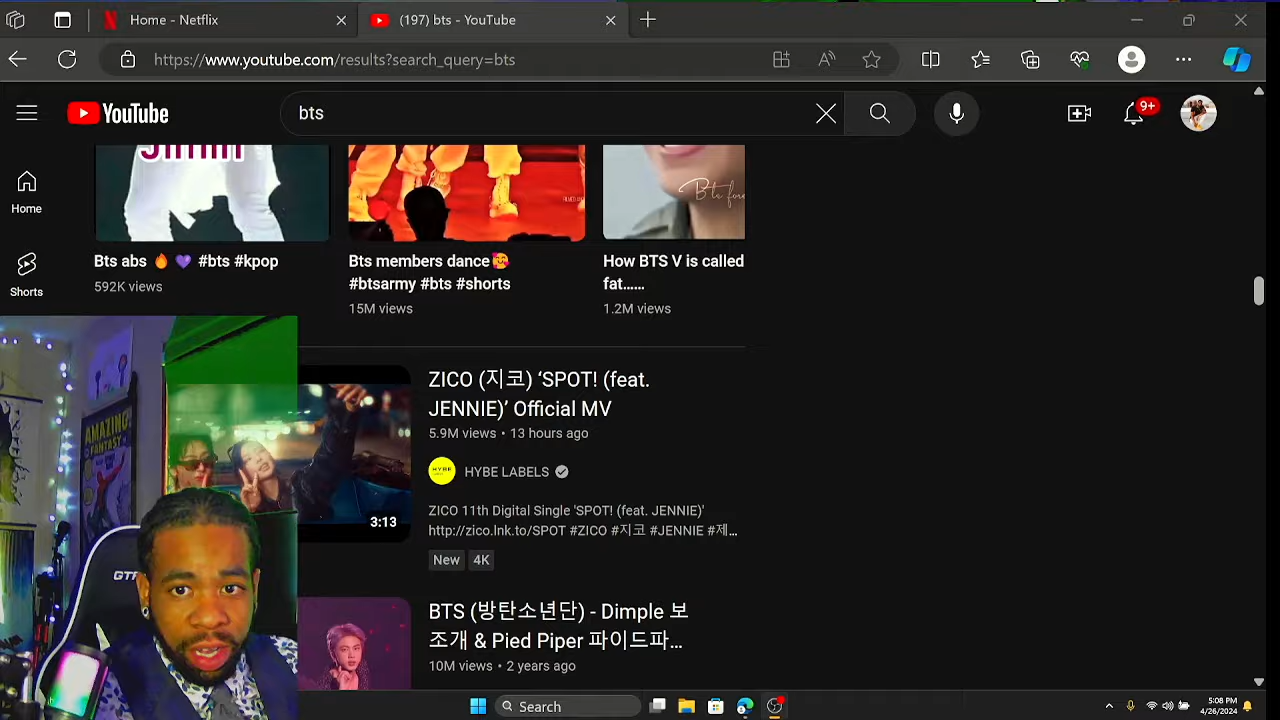 Home - Netflix
(197) bts - YouTube
https://www.youtube.com/results?search_query=bts
YouTube
bts
9+
Home
Shorts
Bts abs 🔥 💜 #bts #kpop
592K views
Bts members dance🥰
#btsarmy #bts #shorts
15M views
Bts fore
How BTS V is called
fat......
1.2M views
ZICO (지코) ‘SPOT! (feat.
JENNIE)’ Official MV
5.9M views • 13 hours ago
HYBE
HYBE LABELS
ZICO 11th Digital Single 'SPOT! (feat. JENNIE)'
http://zico.lnk.to/SPOT #ZICO #지코 #JENNIE #제...
New
4K
3:13
AMAZING
FANTASY
BTS (방탄소년단) - Dimple 보
조개 & Pied Piper 파이드파...
10M views • 2 years ago
Search
5:08 PM
4/26/2024